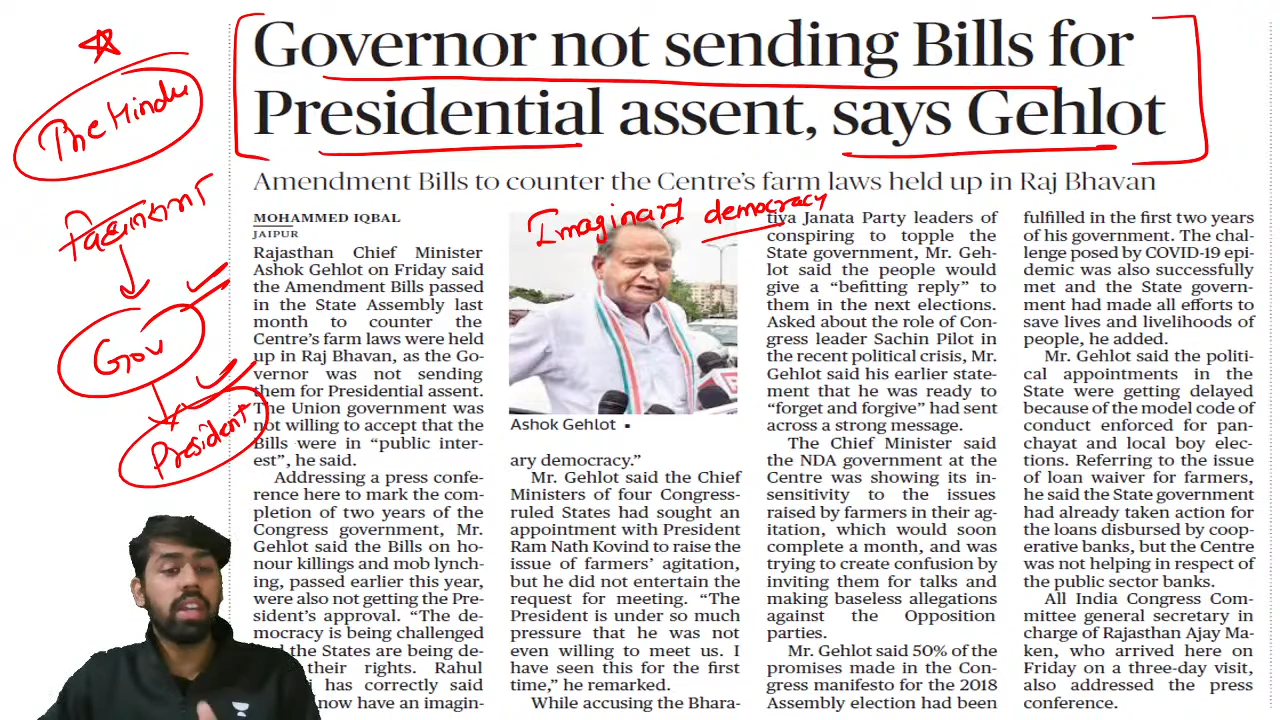 Governor not sending Bills for
Presidential assent, says Gehlot
Amendment Bills to counter the Centre's farm laws held up in Raj Bhavan
The Hindu
विधानसभा
Gov
President
Imaginary democracy
MOHAMMED IQBAL
JAIPUR
Rajasthan Chief Minister
Ashok Gehlot on Friday said
the Amendment Bills passed
in the State Assembly last
month to counter the
Centre's farm laws were held
up in Raj Bhavan, as the Go-
vernor was not sending
them for Presidential assent.
The Union government was
not willing to accept that the
Bills were in "public inter-
est", he said.
Addressing a press confe-
rence here to mark the com-
pletion of two years of the
Congress government, Mr.
Gehlot said the Bills on ho-
nour killings and mob lynch-
ing, passed earlier this year,
were also not getting the Pre-
sident's approval. "The de-
mocracy is being challenged
the States are being de-
their rights. Rahul
has correctly said
now have an imagin-
Ashok Gehlot
ary democracy."
Mr. Gehlot said the Chief
Ministers of four Congress-
ruled States had sought an
appointment with President
Ram Nath Kovind to raise the
issue of farmers' agitation,
but he did not entertain the
request for meeting. "The
President is under so much
pressure that he was not
even willing to meet us. I
have seen this for the first
time," he remarked.
While accusing the Bhara-
tiya Janata Party leaders of
conspiring to topple the
State government, Mr. Geh-
lot said the people would
give a "befitting reply" to
them in the next elections.
Asked about the role of Con-
gress leader Sachin Pilot in
the recent political crisis, Mr.
Gehlot said his earlier state-
ment that he was ready to
"forget and forgive" had sent
across a strong message.
The Chief Minister said
the NDA government at the
Centre was showing its in-
sensitivity to the issues
raised by farmers in their ag-
itation, which would soon
complete a month, and was
trying to create confusion by
inviting them for talks and
making baseless allegations
against the Opposition
parties.
Mr. Gehlot said 50% of the
promises made in the Con-
gress manifesto for the 2018
Assembly election had been
fulfilled in the first two years
of his government. The chal-
lenge posed by COVID-19 epi-
demic was also successfully
met and the State govern-
ment had made all efforts to
save lives and livelihoods of
people, he added.
Mr. Gehlot said the politi-
cal appointments in the
State were getting delayed
because of the model code of
conduct enforced for pan-
chayat and local boy elec-
tions. Referring to the issue
of loan waiver for farmers,
he said the State government
had already taken action for
the loans disbursed by coop-
erative banks, but the Centre
was not helping in respect of
the public sector banks.
All India Congress Com-
mittee general secretary in
charge of Rajasthan Ajay Ma-
ken, who arrived here on
Friday on a three-day visit,
also addressed the press
conference.